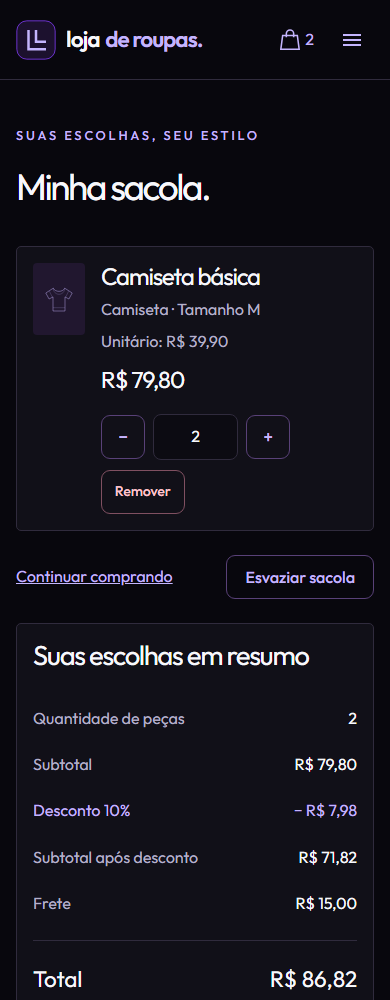 loja de roupas. 2
SUAS ESCOLHAS, SEU ESTILO
Minha sacola.
Camiseta básica
Camiseta · Tamanho M
Unitário: R$ 39,90
R$ 79,80
− 2 +
Remover
Continuar comprando Esvaziar sacola
Suas escolhas em resumo
Quantidade de peças 2
Subtotal R$ 79,80
Desconto 10% − R$ 7,98
Subtotal após desconto R$ 71,82
Frete R$ 15,00
Total R$ 86,82